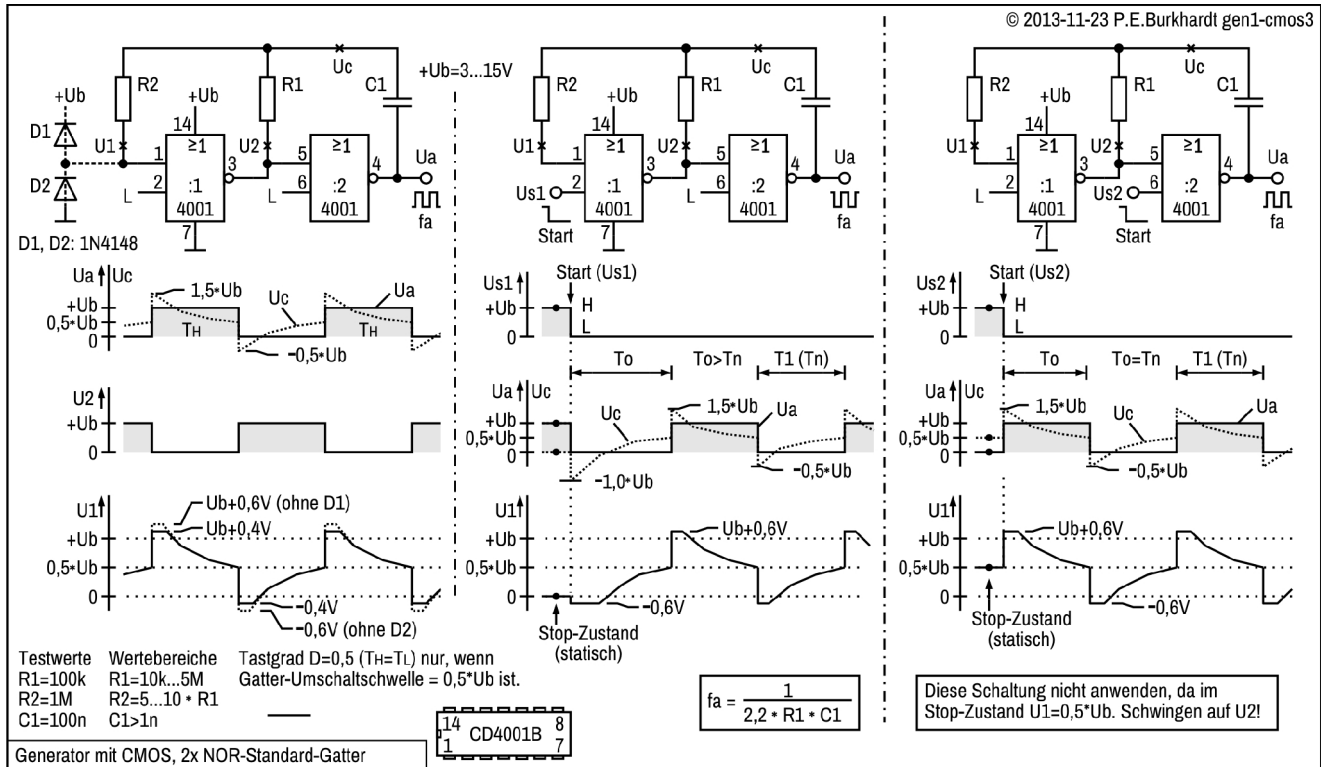 © 2013-11-23 P.E.Burkhardt gen1-cmos3
R2
R1
Uc
C1
+Ub
+Ub
D1
D2
U1
U2
14
≥1
≥1
1
2
3
5
6
4
L
L
:1
:2
4001
4001
7
Ua
fa
D1, D2: 1N4148
+Ub=3...15V
R2
R1
Uc
C1
+Ub
U1
U2
14
≥1
≥1
1
2
3
5
6
4
Us1
L
:1
:2
4001
4001
7
Start
Ua
fa
R2
R1
Uc
C1
+Ub
U1
U2
14
≥1
≥1
1
2
3
5
6
4
L
Us2
:1
:2
4001
4001
7
Start
Ua
fa
Ua Uc
+Ub
0,5*Ub
0
1,5*Ub
Uc
Ua
TH
TH
-0,5*Ub
U2
+Ub
0
U1
+Ub
0,5*Ub
0
Ub+0,6V (ohne D1)
Ub+0,4V
-0,4V
-0,6V (ohne D2)
Us1
Start (Us1)
+Ub
0
H
L
To
To>Tn
T1 (Tn)
Ua Uc
+Ub
0,5*Ub
0
Uc
1,5*Ub
Ua
-1,0*Ub
-0,5*Ub
U1
+Ub
0,5*Ub
0
Ub+0,6V
-0,6V
Stop-Zustand
(statisch)
Us2
Start (Us2)
+Ub
0
H
L
To
To=Tn
T1 (Tn)
Ua Uc
+Ub
0,5*Ub
0
1,5*Ub
Uc
Ua
-0,5*Ub
U1
+Ub
0,5*Ub
0
Ub+0,6V
-0,6V
Stop-Zustand
(statisch)
Testwerte Wertebereiche
R1=100k R1=10k...5M
R2=1M R2=5...10 * R1
C1=100n C1>1n
Tastgrad D=0,5 (TH=TL) nur, wenn
Gatter-Umschaltschwelle = 0,5*Ub ist.
14 8
CD4001B
1 7
fa = 1
2,2 * R1 * C1
Diese Schaltung nicht anwenden, da im
Stop-Zustand U1=0,5*Ub. Schwingen auf U2!
Generator mit CMOS, 2x NOR-Standard-Gatter